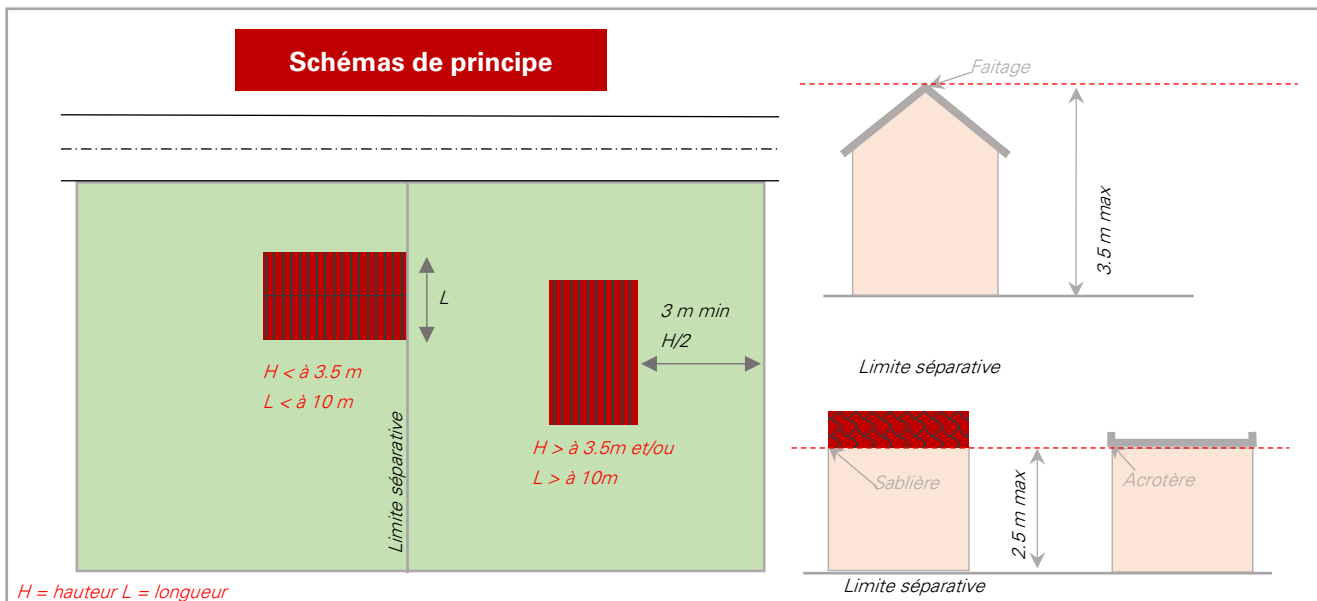 Schémas de principe
L
H < à 3.5 m
L < à 10 m
Limite séparative
3 m min
H/2
H > à 3.5m et/ou
L > à 10m
H = hauteur L = longueur
Faitage
3.5 m max
Limite séparative
Sablière
2.5 m max
Acrotère
Limite séparative